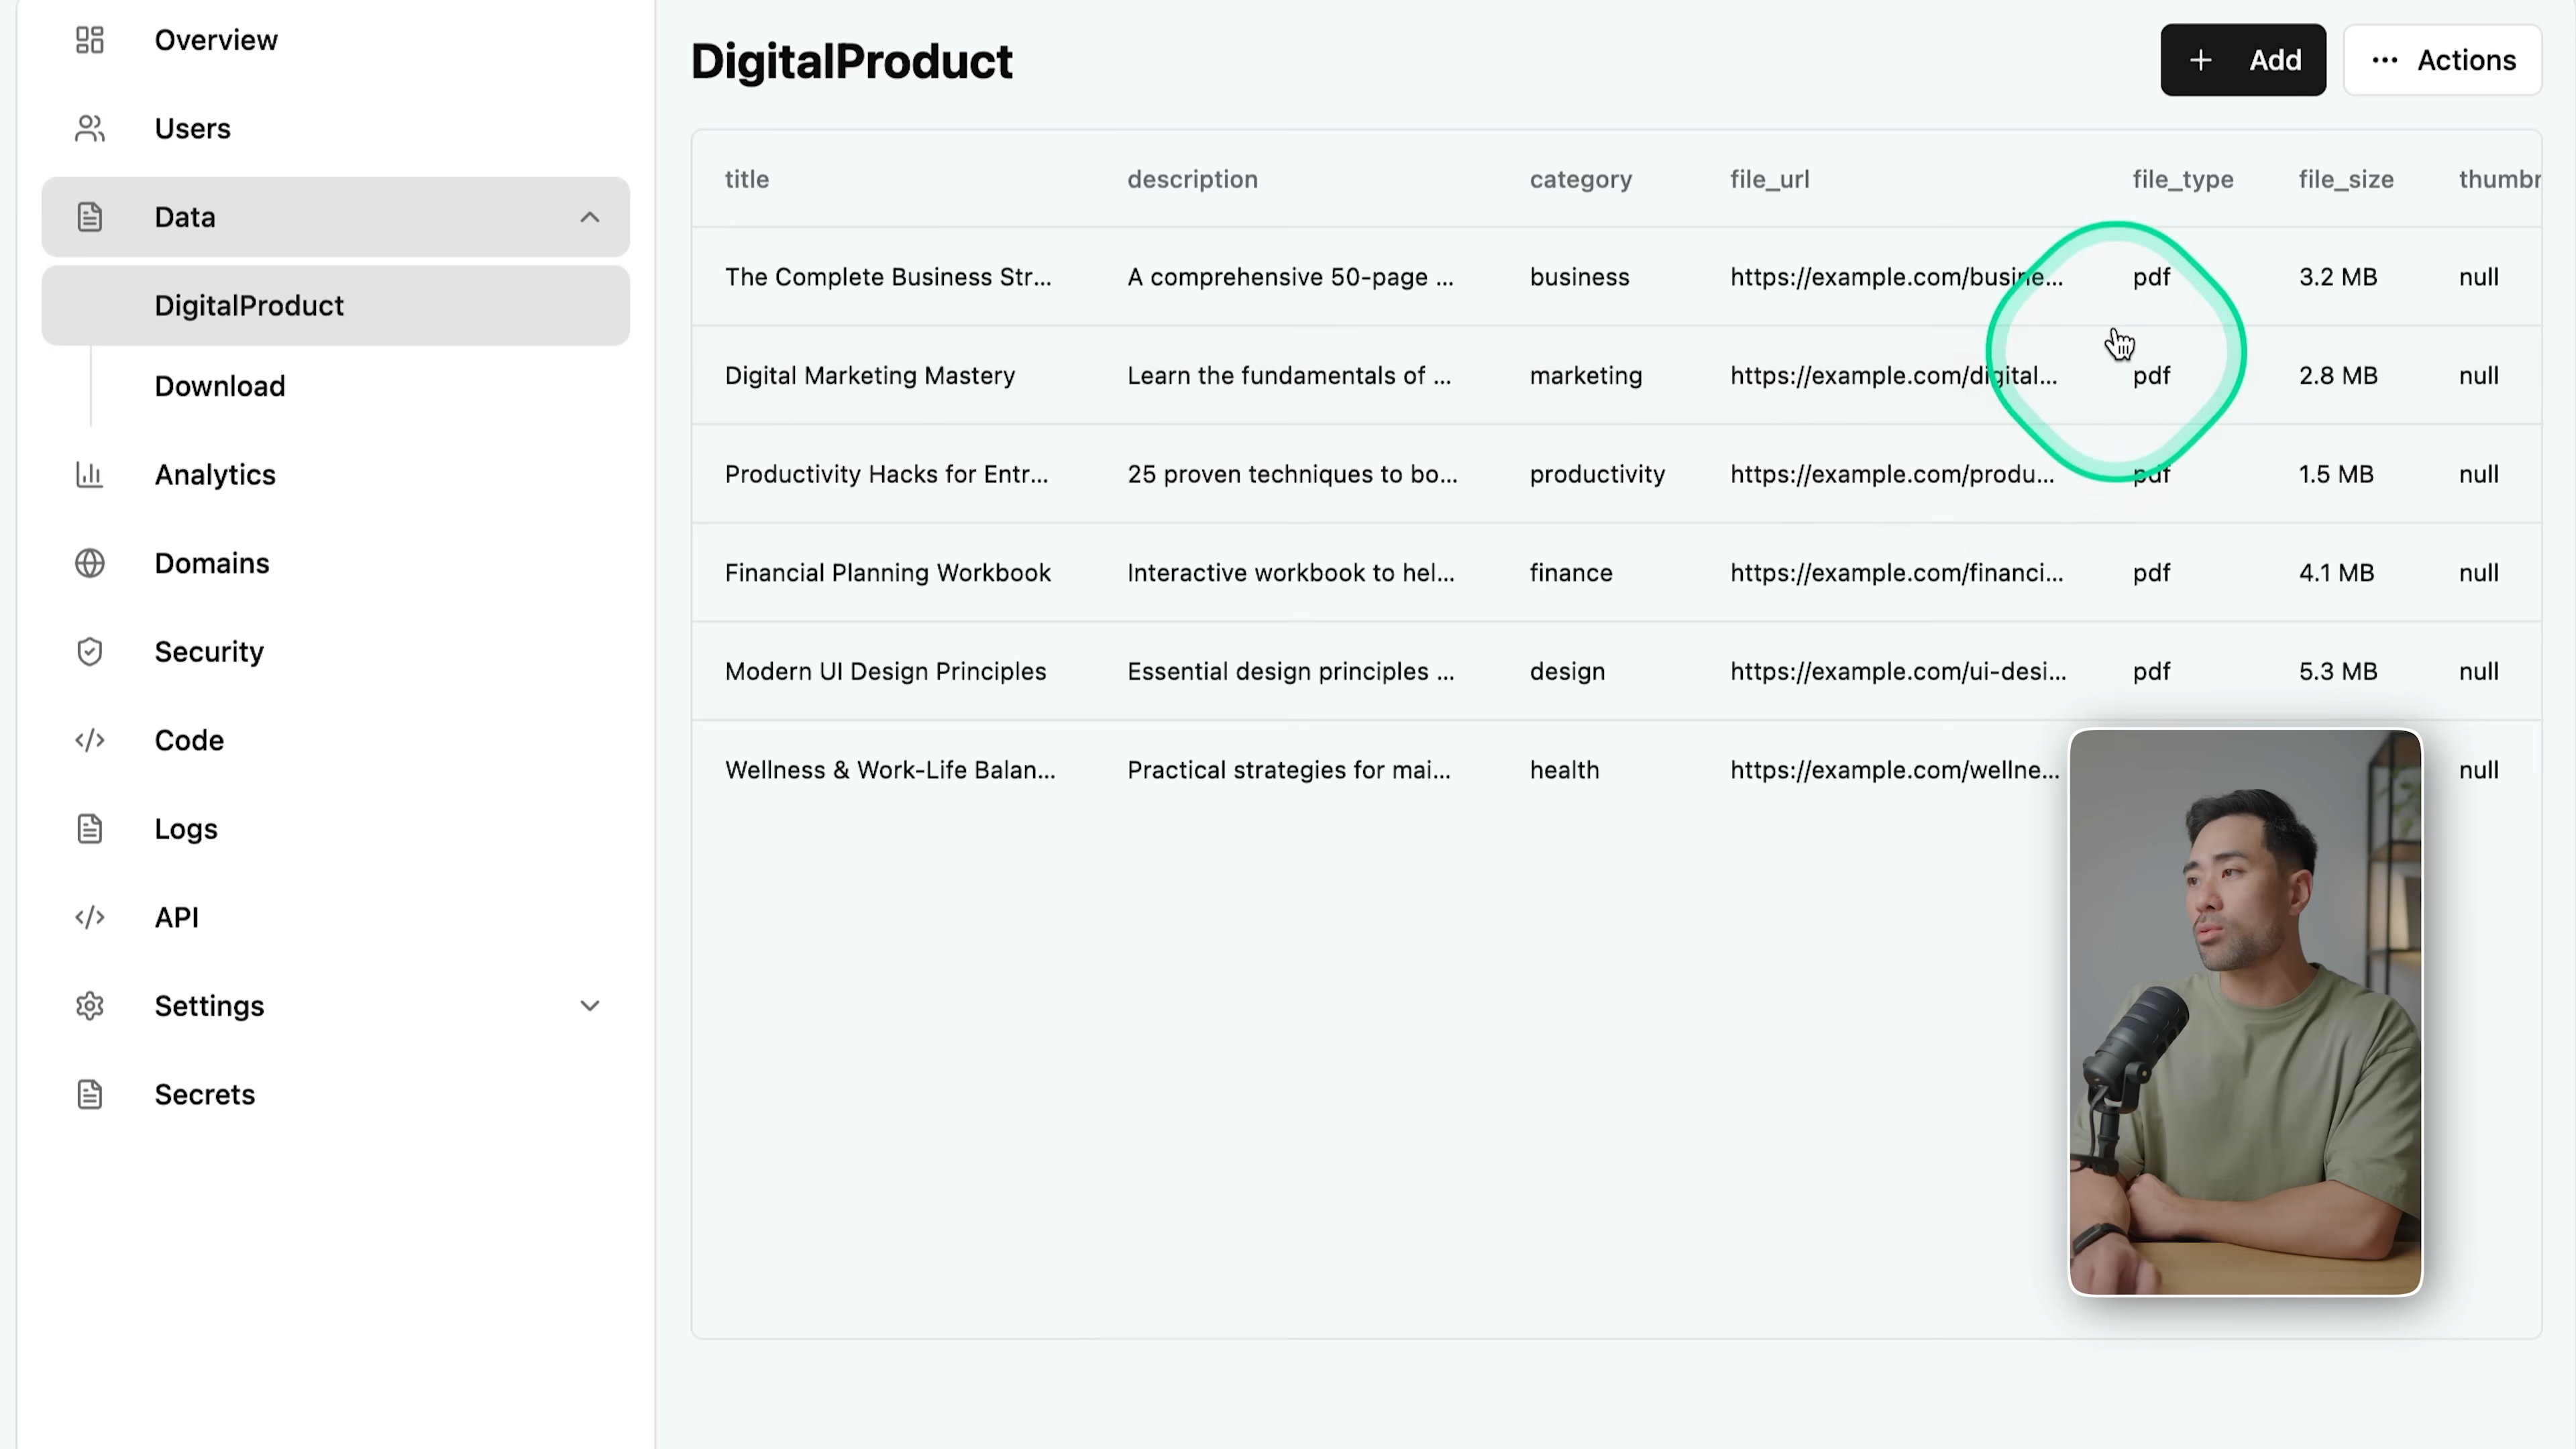 Overview
Users
Data
DigitalProduct
Download
Analytics
Domains
Security
Code
Logs
API
Settings
Secrets
DigitalProduct
+ Add
··· Actions
title description category file_url file_type file_size thumbr
The Complete Business Str... A comprehensive 50-page ... business https://example.com/busine... pdf 3.2 MB null
Digital Marketing Mastery Learn the fundamentals of ... marketing https://example.com/digital... pdf 2.8 MB null
Productivity Hacks for Entr... 25 proven techniques to bo... productivity https://example.com/produ... pdf 1.5 MB null
Financial Planning Workbook Interactive workbook to hel... finance https://example.com/financi... pdf 4.1 MB null
Modern UI Design Principles Essential design principles ... design https://example.com/ui-desi... pdf 5.3 MB null
Wellness & Work-Life Balan... Practical strategies for mai... health https://example.com/wellne... null